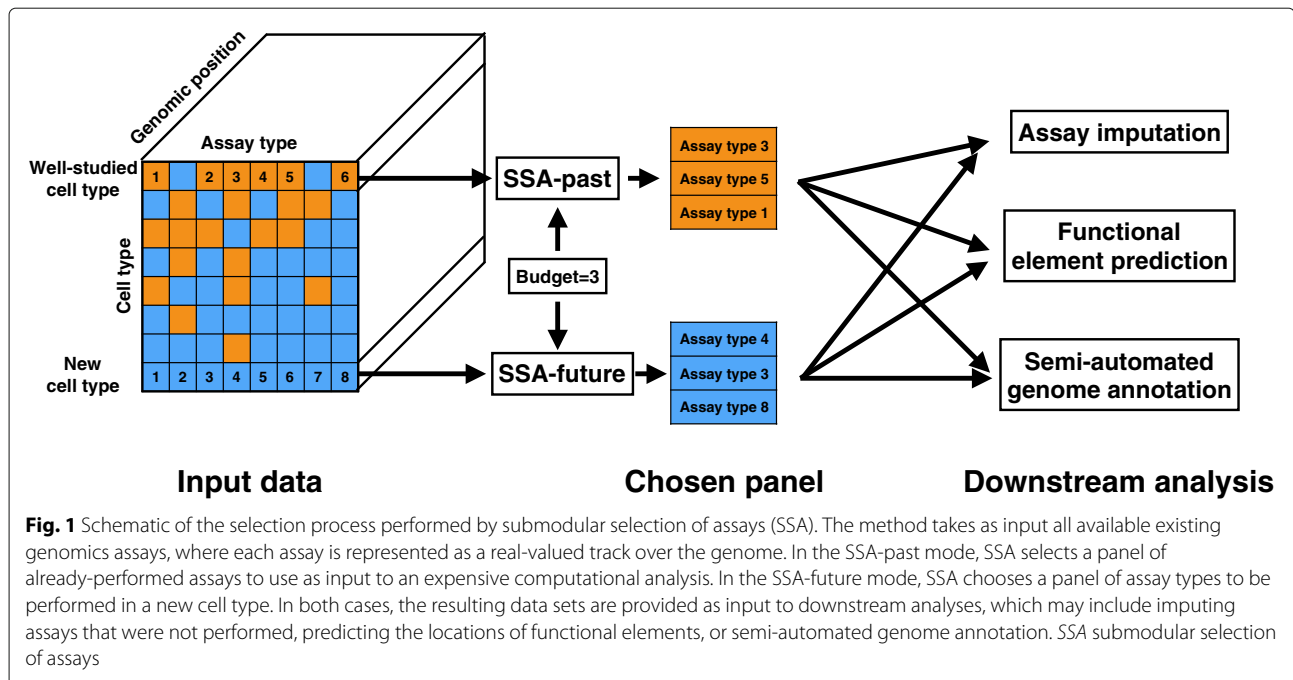 Genomic position
Assay type
Well-studied
cell type
1 2 3 4 5 6
Cell type
New
cell type
1 2 3 4 5 6 7 8
SSA-past
Budget=3
SSA-future
Assay type 3
Assay type 5
Assay type 1
Assay type 4
Assay type 3
Assay type 8
Assay imputation
Functional
element prediction
Semi-automated
genome annotation
Input data
Chosen panel
Downstream analysis
Fig. 1 Schematic of the selection process performed by submodular selection of assays (SSA). The method takes as input all available existing
genomics assays, where each assay is represented as a real-valued track over the genome. In the SSA-past mode, SSA selects a panel of
already-performed assays to use as input to an expensive computational analysis. In the SSA-future mode, SSA chooses a panel of assay types to be
performed in a new cell type. In both cases, the resulting data sets are provided as input to downstream analyses, which may include imputing
assays that were not performed, predicting the locations of functional elements, or semi-automated genome annotation. SSA submodular selection
of assays